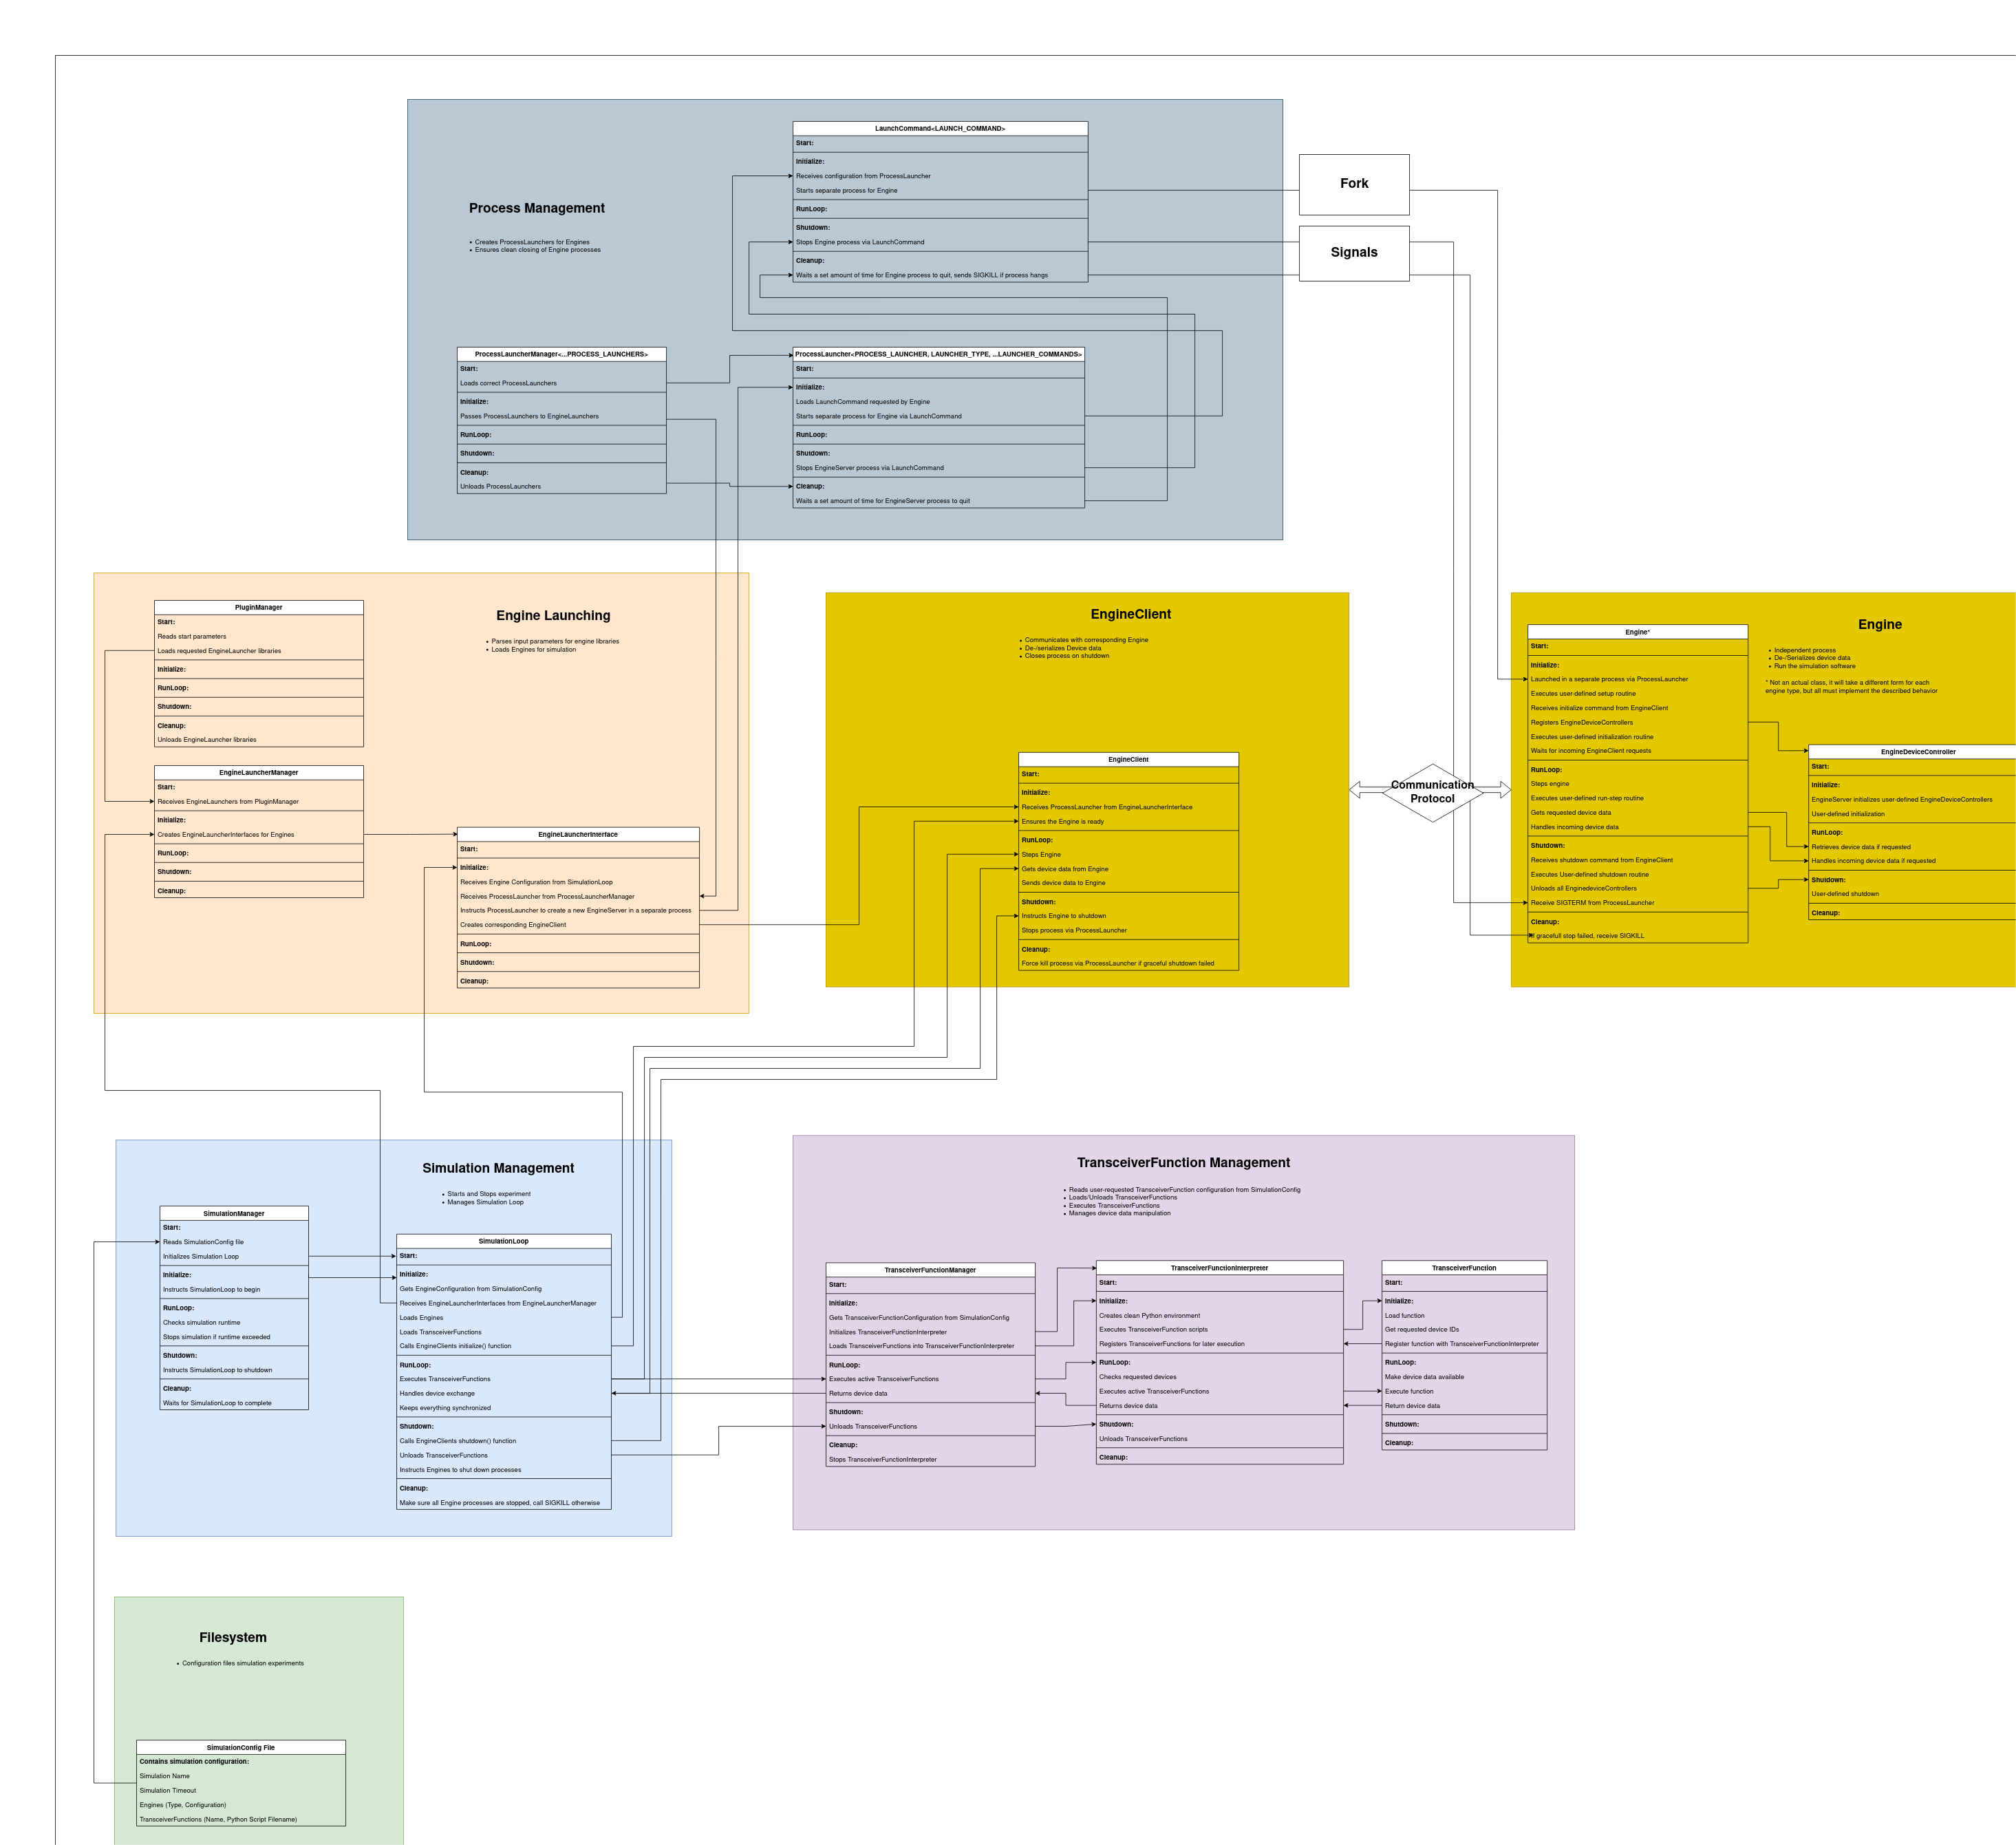 LaunchCommand<LAUNCH_COMMAND>
Start:
Initialize:
Receives configuration from ProcessLauncher
Starts separate process for Engine
RunLoop:
Shutdown:
Stops Engine process via LaunchCommand
Cleanup:
Waits a set amount of time for Engine process to quit, sends SIGKILL if process hangs
Fork
Signals
Process Management
Creates ProcessLaunchers for Engines
Ensures clean closing of Engine processes
ProcessLauncherManager<...PROCESS_LAUNCHERS>
Start:
Loads correct ProcessLaunchers
Initialize:
Passes ProcessLaunchers to EngineLaunchers
RunLoop:
Shutdown:
Cleanup:
Unloads ProcessLaunchers
ProcessLauncher<PROCESS_LAUNCHER, LAUNCHER_TYPE, ...LAUNCHER_COMMANDS>
Start:
Initialize:
Loads LaunchCommand requested by Engine
Starts separate process for Engine via LaunchCommand
RunLoop:
Shutdown:
Stops EngineServer process via LaunchCommand
Cleanup:
Waits a set amount of time for EngineServer process to quit
PluginManager
Start:
Reads start parameters
Loads requested EngineLauncher libraries
Initialize:
RunLoop:
Shutdown:
Cleanup:
Unloads EngineLauncher libraries
Engine Launching
Parses input parameters for engine libraries
Loads Engines for simulation
EngineLauncherManager
Start:
Receives EngineLaunchers from PluginManager
Initialize:
Creates EngineLauncherInterfaces for Engines
RunLoop:
Shutdown:
Cleanup:
EngineLauncherInterface
Start:
Initialize:
Receives Engine Configuration from SimulationLoop
Receives ProcessLauncher from ProcessLauncherManager
Instructs ProcessLauncher to create a new EngineServer in a separate process
Creates corresponding EngineClient
RunLoop:
Shutdown:
Cleanup:
EngineClient
Communicates with corresponding Engine
De-/serializes Device data
Closes process on shutdown
EngineClient
Start:
Initialize:
Receives ProcessLauncher from EngineLauncherInterface
Ensures the Engine is ready
RunLoop:
Steps Engine
Gets device data from Engine
Sends device data to Engine
Shutdown:
Instructs Engine to shutdown
Stops process via ProcessLauncher
Cleanup:
Force kill process via ProcessLauncher if graceful shutdown failed
Communication
Protocol
Engine*
Start:
Initialize:
Launched in a separate process via ProcessLauncher
Executes user-defined setup routine
Receives initialize command from EngineClient
Registers EngineDeviceControllers
Executes user-defined initialization routine
Waits for incoming EngineClient requests
RunLoop:
Steps engine
Executes user-defined run-step routine
Gets requested device data
Handles incoming device data
Shutdown:
Receives shutdown command from EngineClient
Executes User-defined shutdown routine
Unloads all EnginedeviceControllers
Receive SIGTERM from ProcessLauncher
Cleanup:
gracefull stop failed, receive SIGKILL
Engine
Independent process
De-/Serializes device data
Run the simulation software
* Not an actual class, it will take a different form for each
engine type, but all must implement the described behavior
EngineDeviceController
Start:
Initialize:
EngineServer initializes user-defined EngineDeviceControllers
User-defined initialization
RunLoop:
Retrieves device data if requested
Handles incoming device data if requested
Shutdown:
User-defined shutdown
Cleanup:
Simulation Management
Starts and Stops experiment
Manages Simulation Loop
SimulationManager
Start:
Reads SimulationConfig file
Initializes Simulation Loop
Initialize:
Instructs SimulationLoop to begin
RunLoop:
Checks simulation runtime
Stops simulation if runtime exceeded
Shutdown:
Instructs SimulationLoop to shutdown
Cleanup:
Waits for SimulationLoop to complete
SimulationLoop
Start:
Initialize:
Gets EngineConfiguration from SimulationConfig
Receives EngineLauncherInterfaces from EngineLauncherManager
Loads Engines
Loads TransceiverFunctions
Calls EngineClients initialize() function
RunLoop:
Executes TransceiverFunctions
Handles device exchange
Keeps everything synchronized
Shutdown:
Calls EngineClients shutdown() function
Unloads TransceiverFunctions
Instructs Engines to shut down processes
Cleanup:
Make sure all Engine processes are stopped, call SIGKILL otherwise
TransceiverFunction Management
Reads user-requested TransceiverFunction configuration from SimulationConfig
Loads/Unloads TransceiverFunctions
Executes TransceiverFunctions
Manages device data manipulation
TransceiverFunctionManager
Start:
Initialize:
Gets TransceiverFunctionConfiguration from SimulationConfig
Initializes TransceiverFunctionInterpreter
Loads TransceiverFunctions into TransceiverFunctionInterpreter
RunLoop:
Executes active TransceiverFunctions
Returns device data
Shutdown:
Unloads TransceiverFunctions
Cleanup:
Stops TransceiverFunctionInterpreter
TransceiverFunctionInterpreter
Start:
Initialize:
Creates clean Python environment
Executes TransceiverFunction scripts
Registers TransceiverFunctions for later execution
RunLoop:
Checks requested devices
Executes active TransceiverFunctions
Returns device data
Shutdown:
Unloads TransceiverFunctions
Cleanup:
TransceiverFunction
Start:
Initialize:
Load function
Get requested device IDs
Register function with TransceiverFunctionInterpreter
RunLoop:
Make device data available
Execute function
Return device data
Shutdown:
Cleanup:
Filesystem
Configuration files simulation experiments
SimulationConfig File
Contains simulation configuration:
Simulation Name
Simulation Timeout
Engines (Type, Configuration)
TransceiverFunctions (Name, Python Script Filename)